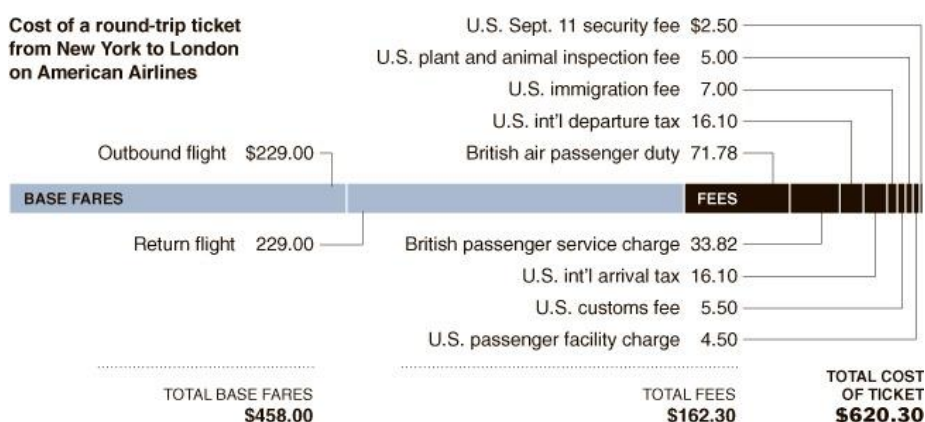 Cost of a round-trip ticket
from New York to London
on American Airlines
U.S. Sept. 11 security fee $2.50
U.S. plant and animal inspection fee 5.00
U.S. immigration fee 7.00
U.S. int'l departure tax 16.10
Outbound flight $229.00
British air passenger duty 71.78
BASE FARES
FEES
Return flight 229.00
British passenger service charge 33.82
U.S. int'l arrival tax 16.10
U.S. customs fee 5.50
U.S. passenger facility charge 4.50
TOTAL BASE FARES
$458.00
TOTAL FEES
$162.30
TOTAL COST
OF TICKET
$620.30